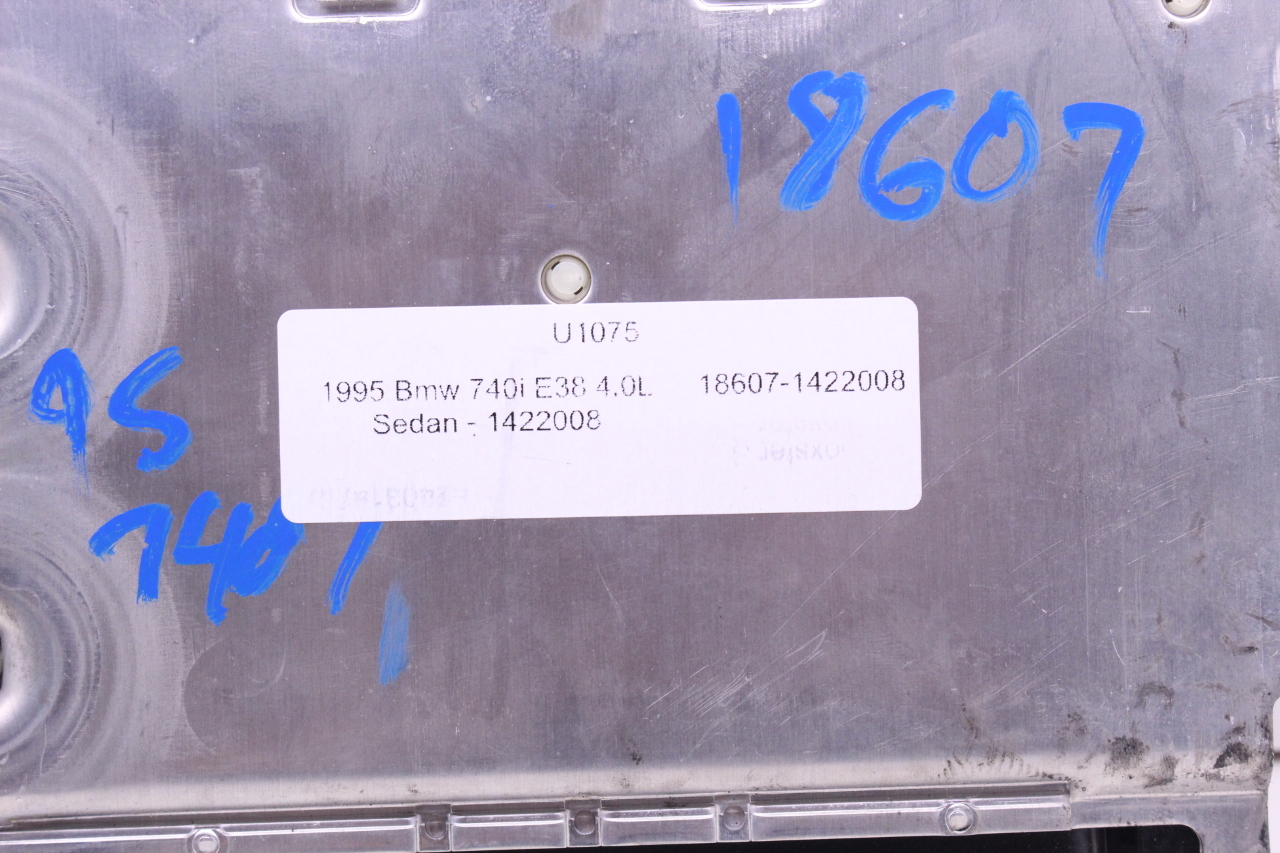 18607
U1075
1995 Bmw 740i E38 4.0L 18607-1422008
Sedan - 1422008
95
740i